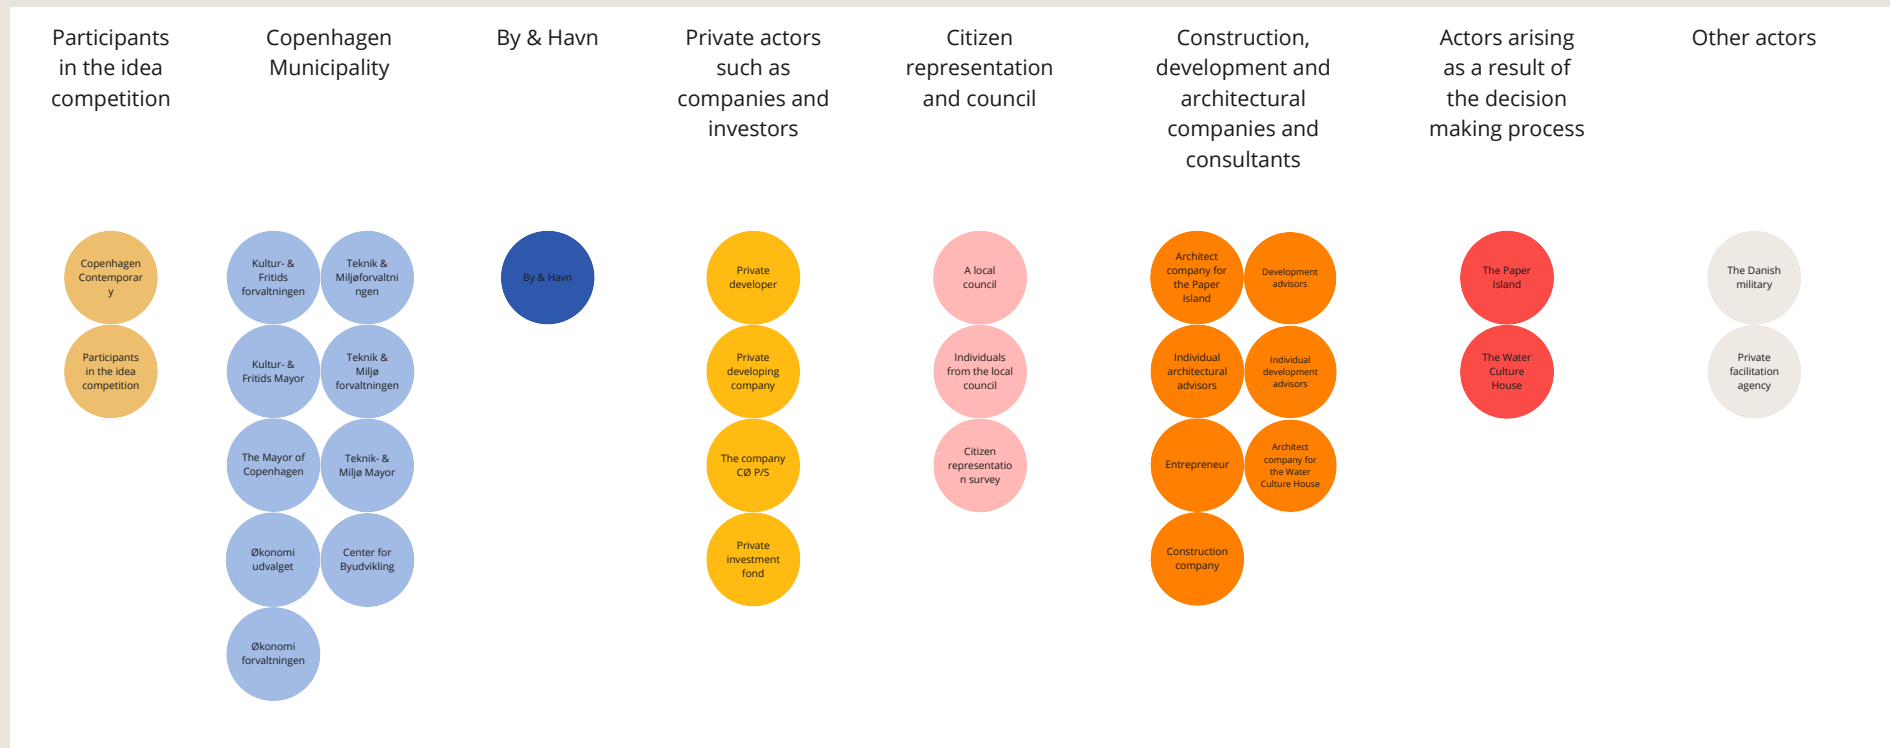 Participants
in the idea
competition
Copenhagen
Municipality
By & Havn
Private actors
such as
companies and
investors
Citizen
representation
and council
Construction,
development and
architectural
companies and
consultants
Actors arising
as a result of
the decision
making process
Other actors
Copenhagen
Contemporar
y
Participants
in the idea
competition
Kultur- &
Fritids
forvaltningen
Teknik &
Miljøforvaltni
ngen
Kultur- &
Fritids Mayor
Teknik &
Miljø
forvaltningen
The Mayor of
Copenhagen
Teknik- &
Miljø Mayor
Økonomi
udvalget
Center for
Byudvikling
Økonomi
forvaltningen
By & Havn
Private
developer
Private
developing
company
The company
CØ P/S
Private
investment
fond
A local
council
Individuals
from the local
council
Citizen
representatio
n survey
Architect
company for
the Paper
Island
Development
advisors
Individual
architectural
advisors
Individual
development
advisors
Entrepreneur
Architect
company for
the Water
Culture House
Construction
company
The Paper
Island
The Water
Culture
House
The Danish
military
Private
facilitation
agency